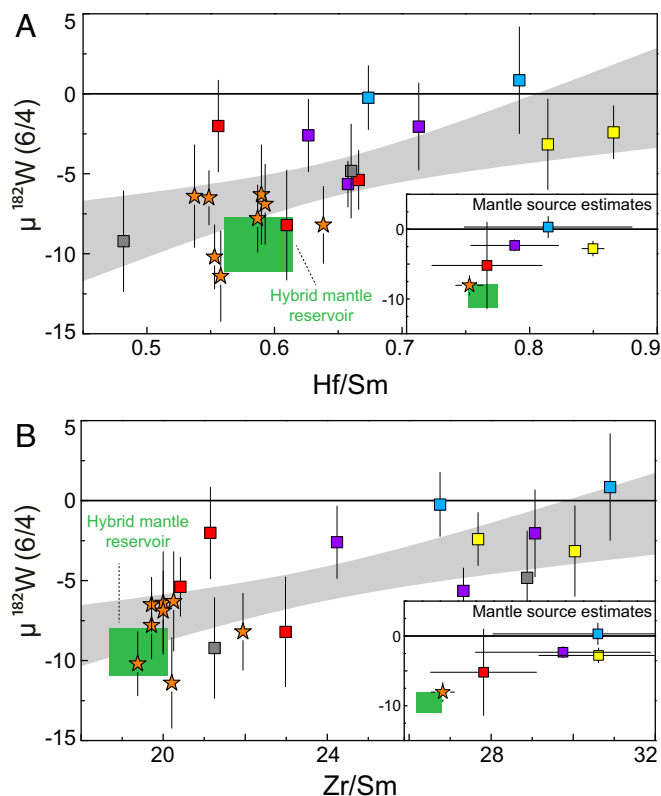 A
5
0
-5
-10
-15
μ ¹⁸²W (6/4)
Mantle source estimates
0
-10
Hybrid mantle
reservoir
0.5 0.6 0.7 0.8 0.9
Hf/Sm
B
5
0
-5
-10
-15
μ ¹⁸²W (6/4)
Hybrid mantle
reservoir
Mantle source estimates
0
-10
20 24 28 32
Zr/Sm